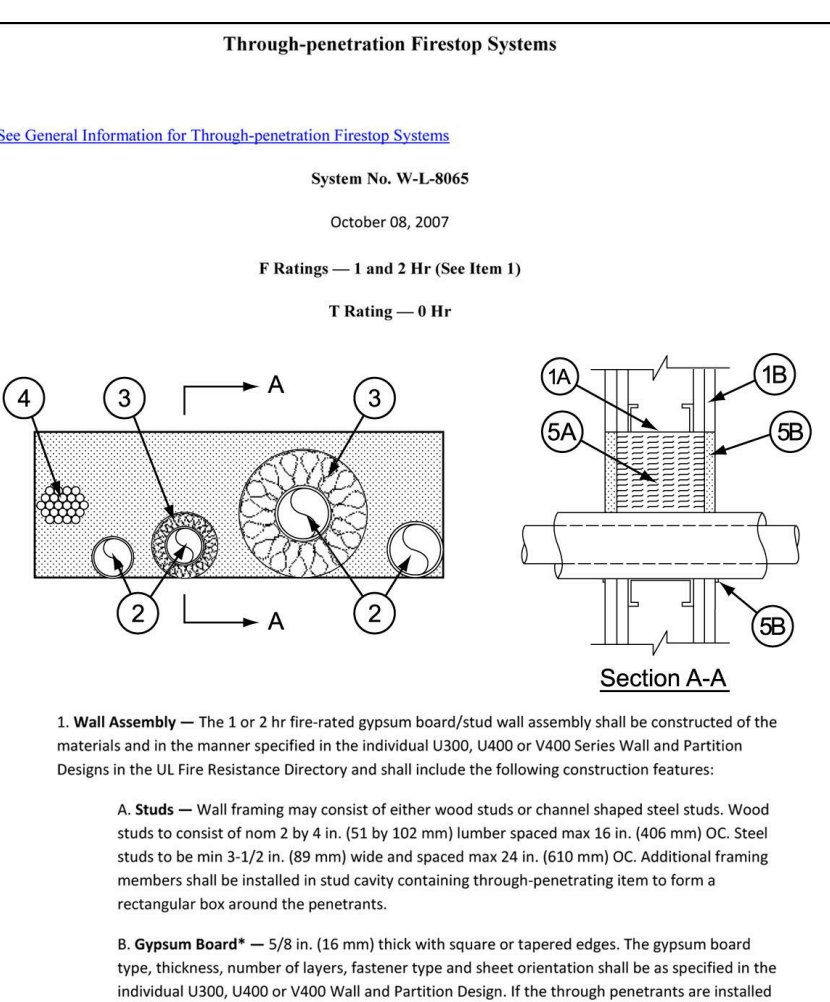 Through-penetration Firestop Systems
See General Information for Through-penetration Firestop Systems
System No. W-L-8065
October 08, 2007
F Ratings — 1 and 2 Hr (See Item 1)
T Rating — 0 Hr
4
3
A
3
2
A
2
1A
1B
5A
5B
5B
Section A-A
1. Wall Assembly — The 1 or 2 hr fire-rated gypsum board/stud wall assembly shall be constructed of the
materials and in the manner specified in the individual U300, U400 or V400 Series Wall and Partition
Designs in the UL Fire Resistance Directory and shall include the following construction features:
A. Studs — Wall framing may consist of either wood studs or channel shaped steel studs. Wood
studs to consist of nom 2 by 4 in. (51 by 102 mm) lumber spaced max 16 in. (406 mm) OC. Steel
studs to be min 3-1/2 in. (89 mm) wide and spaced max 24 in. (610 mm) OC. Additional framing
members shall be installed in stud cavity containing through-penetrating item to form a
rectangular box around the penetrants.
B. Gypsum Board* — 5/8 in. (16 mm) thick with square or tapered edges. The gypsum board
type, thickness, number of layers, fastener type and sheet orientation shall be as specified in the
individual U300, U400 or V400 Wall and Partition Design. If the through penetrants are installed